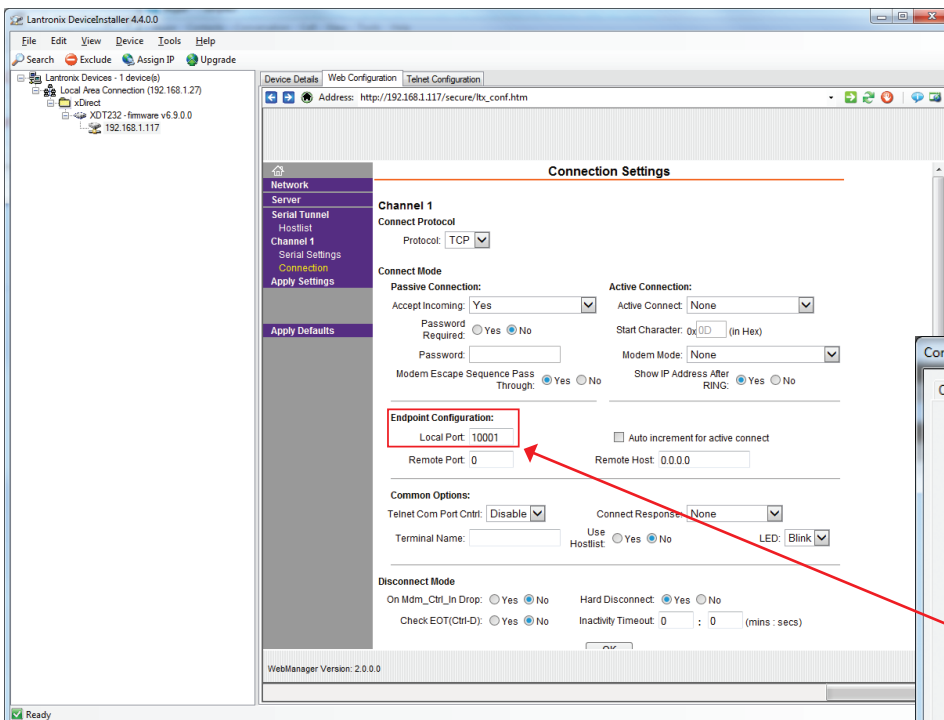 Lantronix DeviceInstaller 4.4.0.0
File Edit View Device Tools Help
Search Exclude Assign IP Upgrade
Lantronix Devices - 1 device(s)
Local Area Connection (192.168.1.27)
xDirect
XDT232 - firmware v6.9.0.0
192.168.1.117
Device Details Web Configuration Telnet Configuration
Address: http://192.168.1.117/secure/ltx_conf.htm
Network
Server
Serial Tunnel
Hostlist
Channel 1
Serial Settings
Connection
Apply Settings
Apply Defaults
Connection Settings
Channel 1
Connect Protocol
Protocol: TCP
Connect Mode
Passive Connection: Active Connection:
Accept Incoming: Yes Active Connect: None
Password Required: Yes No Start Character: 0x 0D (in Hex)
Password: Modem Mode: None
Modem Escape Sequence Pass Through: Yes No Show IP Address After RING: Yes No
Endpoint Configuration:
Local Port: 10001 Auto increment for active connect
Remote Port: 0 Remote Host: 0.0.0.0
Common Options:
Telnet Com Port Cntrl: Disable Connect Response: None
Terminal Name: Use Hostlist: Yes No LED: Blink
Disconnect Mode
On Mdm_Ctrl_In Drop: Yes No Hard Disconnect: Yes No
Check EOT(Ctrl-D): Yes No Inactivity Timeout: 0 : 0 (mins : secs)
OK
WebManager Version: 2.0.0.0
Ready